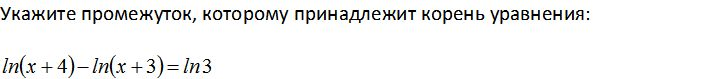 Укажите промежуток, которому принадлежит корень уравнения:
ln(x + 4) – ln(x + 3) = ln3